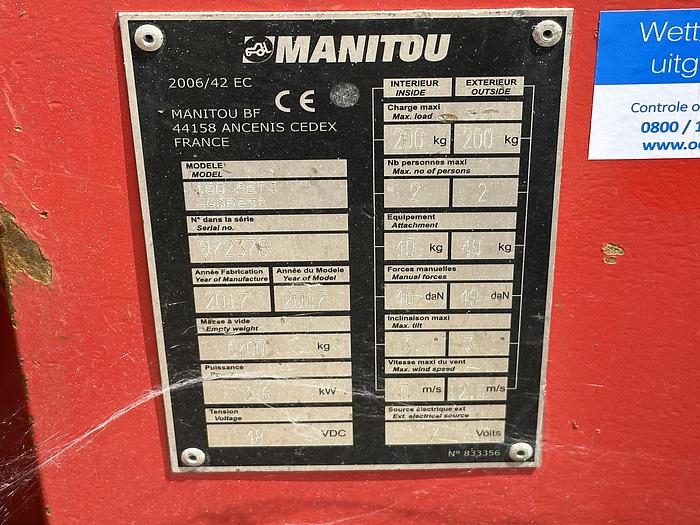 MANITOU
2006/42 EC
CE
MANITOU BF
44158 ANCENIS CEDEX
FRANCE
MODELE
MODEL
150 AETJ
N° dans la série
Serial no.
Année Fabrication
Year of Manufacture
Année du Modele
Year of Model
2017
2017
Masse à vide
Empty weight
6700 kg
Puissance
kW
Tension
Voltage
48 VDC
INTERIEUR
INSIDE
EXTERIEUR
OUTSIDE
Charge maxi
Max. load
200 kg
200 kg
Nb personnes maxi
Max. no of persons
2
2
Equipement
Attachment
40 kg
40 kg
Forces manuelles
Manual forces
40 daN
40 daN
Inclinaison maxi
Max. tilt
3 °
3 °
Vitesse maxi du vent
Max. wind speed
0 m/s
12.5 m/s
Source électrique ext
Ext. electrical source
/ Volts
N° 833356
Wett
uitg
Controle o
0800 / 1
www.oo